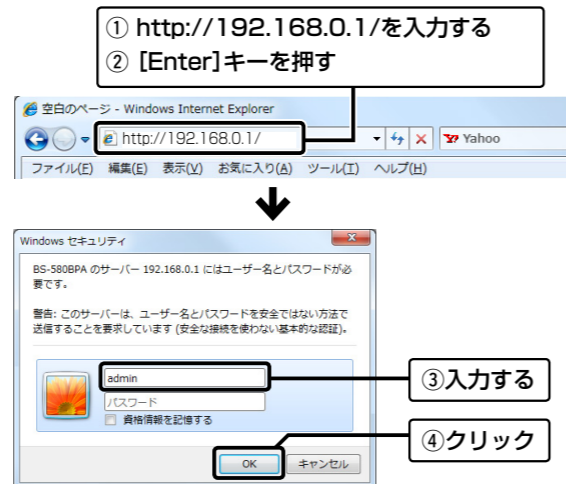 ① http://192.168.0.1/を入力する
② [Enter]キーを押す
空白のページ - Windows Internet Explorer
http://192.168.0.1/
Yahoo
ファイル(F) 編集(E) 表示(V) お気に入り(A) ツール(T) ヘルプ(H)
Windows セキュリティ
BS-580BPA のサーバー 192.168.0.1 にはユーザー名とパスワードが必
要です。
警告: このサーバーは、ユーザー名とパスワードを安全ではない方法で
送信することを要求しています (安全な接続を使わない基本的な認証)。
admin
③入力する
パスワード
資格情報を記憶する
④クリック
OK キャンセル